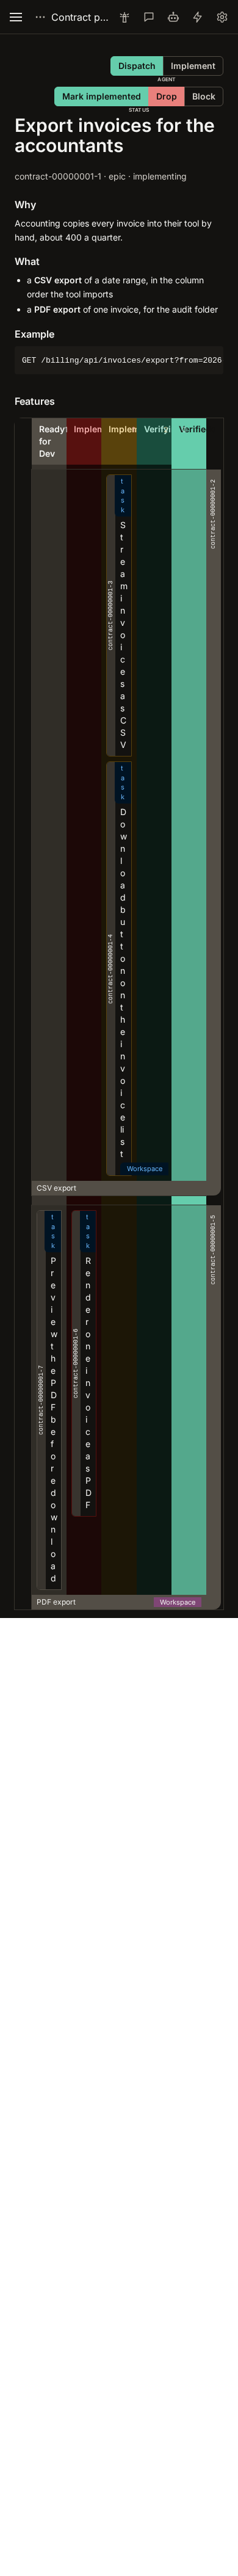 Contract p...
Dispatch Implement
AGENT
Mark implemented Drop Block
STATUS
Export invoices for the
accountants
contract-00000001-1 · epic · implementing
Why
Accounting copies every invoice into their tool by
hand, about 400 a quarter.
What
a CSV export of a date range, in the column
order the tool imports
a PDF export of one invoice, for the audit folder
Example
GET /billing/api/invoices/export?from=2026
Features
Ready for Dev
contract-00000001-2
task
Stream invoices as CSV
contract-00000001-3
task
Download button on the invoice list
contract-00000001-4
Workspace
CSV export
contract-00000001-5
task
Preview the PDF before download
contract-00000001-7
task
Render one invoice as PDF
contract-00000001-6
PDF export
Workspace